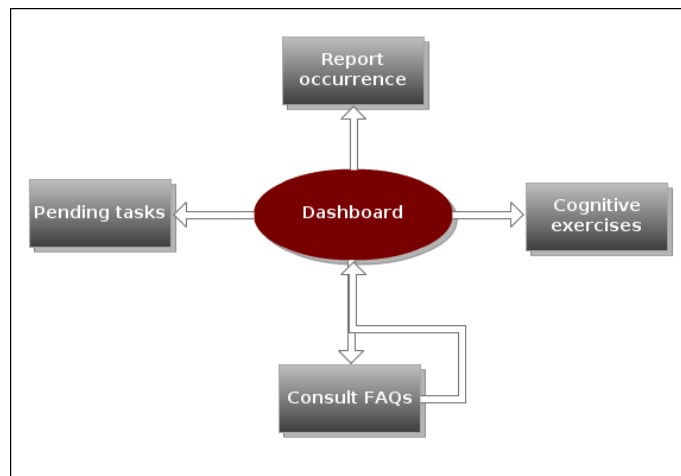 Report
occurrence
Pending tasks
Dashboard
Cognitive
exercises
Consult FAQs